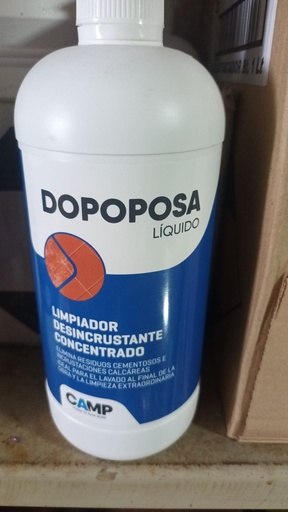 DOPOPOSA
LÍQUIDO
LIMPIADOR
DESINCRUSTANTE
CONCENTRADO
ELIMINA RESIDUOS CEMENTOSOS E
INCRUSTACIONES CALCÁREAS
IDEAL PARA EL LAVADO AL FINAL DE LA
OBRA Y LA LIMPIEZA EXTRAORDINARIA
CAMP